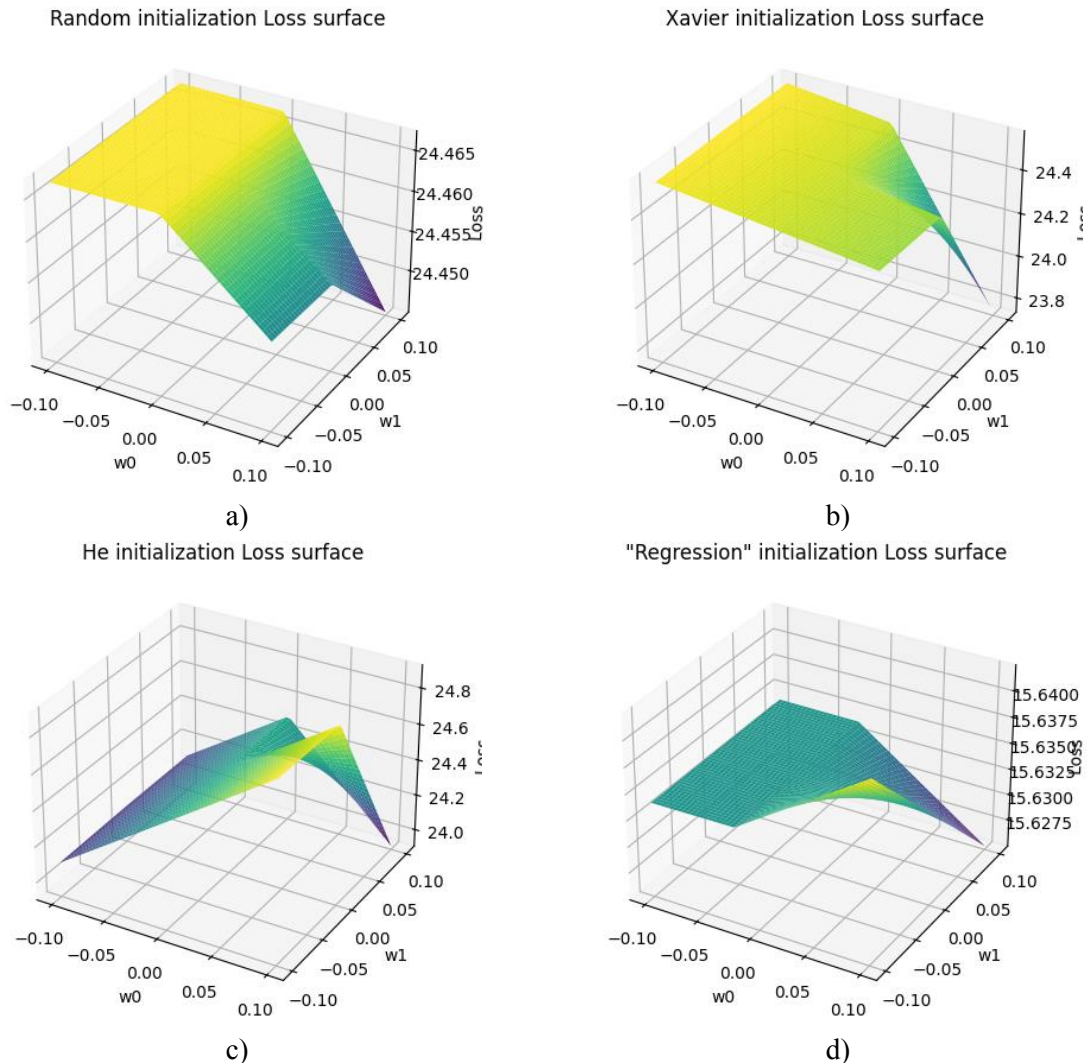 Random initialization Loss surface
24.465
24.460
24.455
24.450
Loss
0.10
0.05
0.00
−0.05
−0.10
w1
−0.10
−0.05
0.00
0.05
0.10
w0
a)
Xavier initialization Loss surface
24.4
24.2
24.0
23.8
Loss
0.10
0.05
0.00
−0.05
−0.10
w1
−0.10
−0.05
0.00
0.05
0.10
w0
b)
He initialization Loss surface
24.8
24.6
24.4
24.2
24.0
Loss
0.10
0.05
0.00
−0.05
−0.10
w1
−0.10
−0.05
0.00
0.05
0.10
w0
c)
"Regression" initialization Loss surface
15.6400
15.6375
15.6350
15.6325
15.6300
15.6275
Loss
0.10
0.05
0.00
−0.05
−0.10
w1
−0.10
−0.05
0.00
0.05
0.10
w0
d)